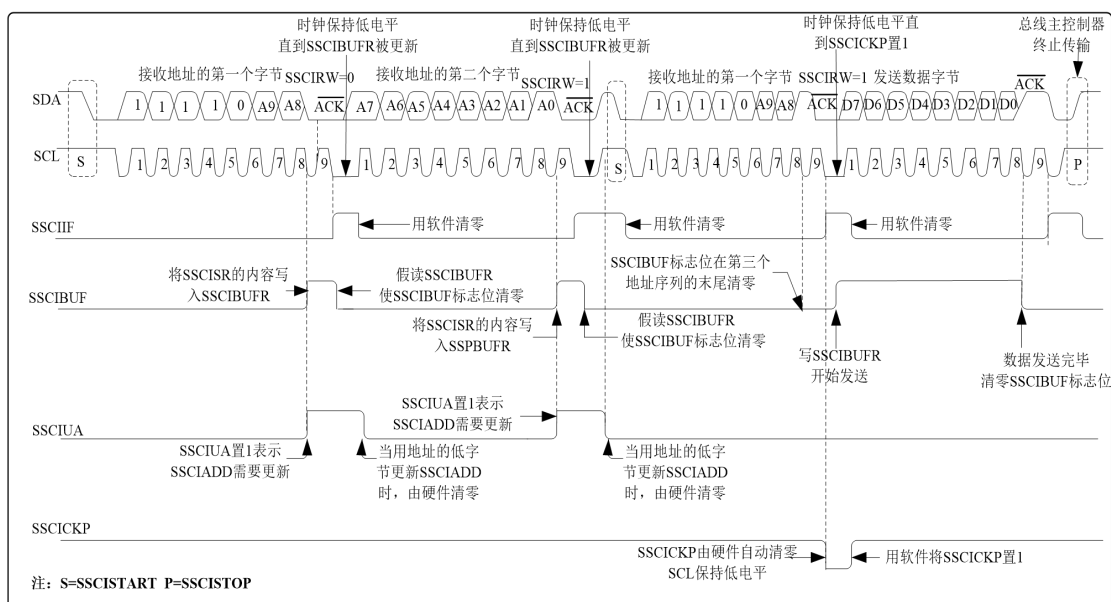 时钟保持低电平
直到SSCIBUFR被更新
时钟保持低电平
直到SSCIBUFR被更新
时钟保持低电平直
到SSCICKP置1
总线主控制器
终止传输
接收地址的第一个字节
SSCIRW=0
接收地址的第二个字节
SSCIRW=1
接收地址的第一个字节
SSCIRW=1
发送数据字节
ACK
SDA
1 1 1 1 0 A9 A8 ACK A7 A6 A5 A4 A3 A2 A1 A0 ACK
1 1 1 1 0 A9 A8 ACK D7 D6 D5 D4 D3 D2 D1 D0
SCL
S 1 2 3 4 5 6 7 8 9 1 2 3 4 5 6 7 8 9
S 1 2 3 4 5 6 7 8 9 1 2 3 4 5 6 7 8 9 P
SSCIIF
用软件清零
用软件清零
用软件清零
SSCIBUF
将SSCISR的内容写
入SSCIBUFR
假读SSCIBUFR
使SSCIBUF标志位清零
将SSCISR的内容写
入SSPBUFR
假读SSCIBUFR
使SSCIBUF标志位清零
SSCIBUF标志位在第三个
地址序列的末尾清零
写SSCIBUFR
开始发送
数据发送完毕
清零SSCIBUF标志位
SSCIUA
SSCIUA置1表示
SSCIADD需要更新
当用地址的低字
节更新SSCIADD
时，由硬件清零
SSCIUA置1表示
SSCIADD需要更新
当用地址的低字
节更新SSCIADD
时，由硬件清零
SSCICKP
SSCICKP由硬件自动清零
SCL保持低电平
用软件将SSCICKP置1
注：S=SSCISTART P=SSCISTOP